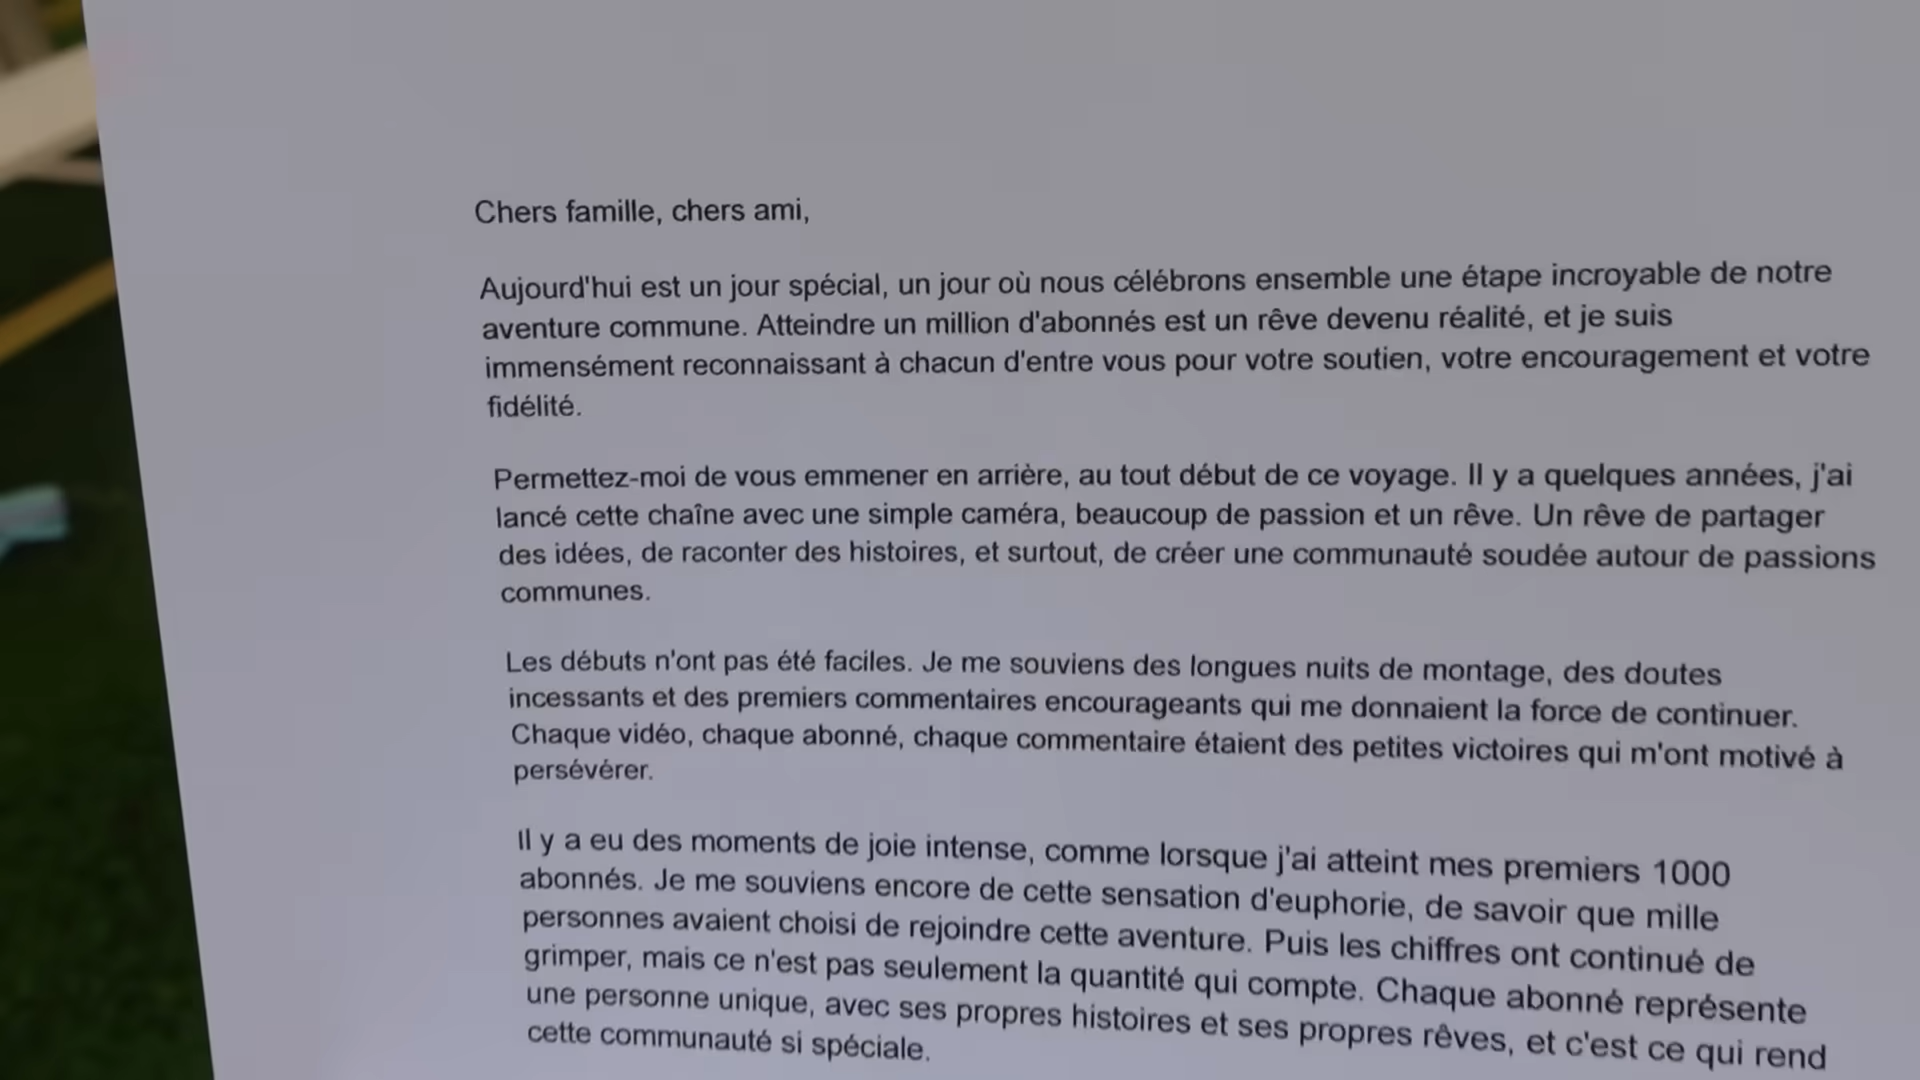 Chers famille, chers ami,
Aujourd'hui est un jour spécial, un jour où nous célébrons ensemble une étape incroyable de notre
aventure commune. Atteindre un million d'abonnés est un rêve devenu réalité, et je suis
immensément reconnaissant à chacun d'entre vous pour votre soutien, votre encouragement et votre
fidélité.
Permettez-moi de vous emmener en arrière, au tout début de ce voyage. Il y a quelques années, j'ai
lancé cette chaîne avec une simple caméra, beaucoup de passion et un rêve. Un rêve de partager
des idées, de raconter des histoires, et surtout, de créer une communauté soudée autour de passions
communes.
Les débuts n'ont pas été faciles. Je me souviens des longues nuits de montage, des doutes
incessants et des premiers commentaires encourageants qui me donnaient la force de continuer.
Chaque vidéo, chaque abonné, chaque commentaire étaient des petites victoires qui m'ont motivé à
persévérer.
Il y a eu des moments de joie intense, comme lorsque j'ai atteint mes premiers 1000
abonnés. Je me souviens encore de cette sensation d'euphorie, de savoir que mille
personnes avaient choisi de rejoindre cette aventure. Puis les chiffres ont continué de
grimper, mais ce n'est pas seulement la quantité qui compte. Chaque abonné représente
une personne unique, avec ses propres histoires et ses propres rêves, et c'est ce qui rend
cette communauté si spéciale.